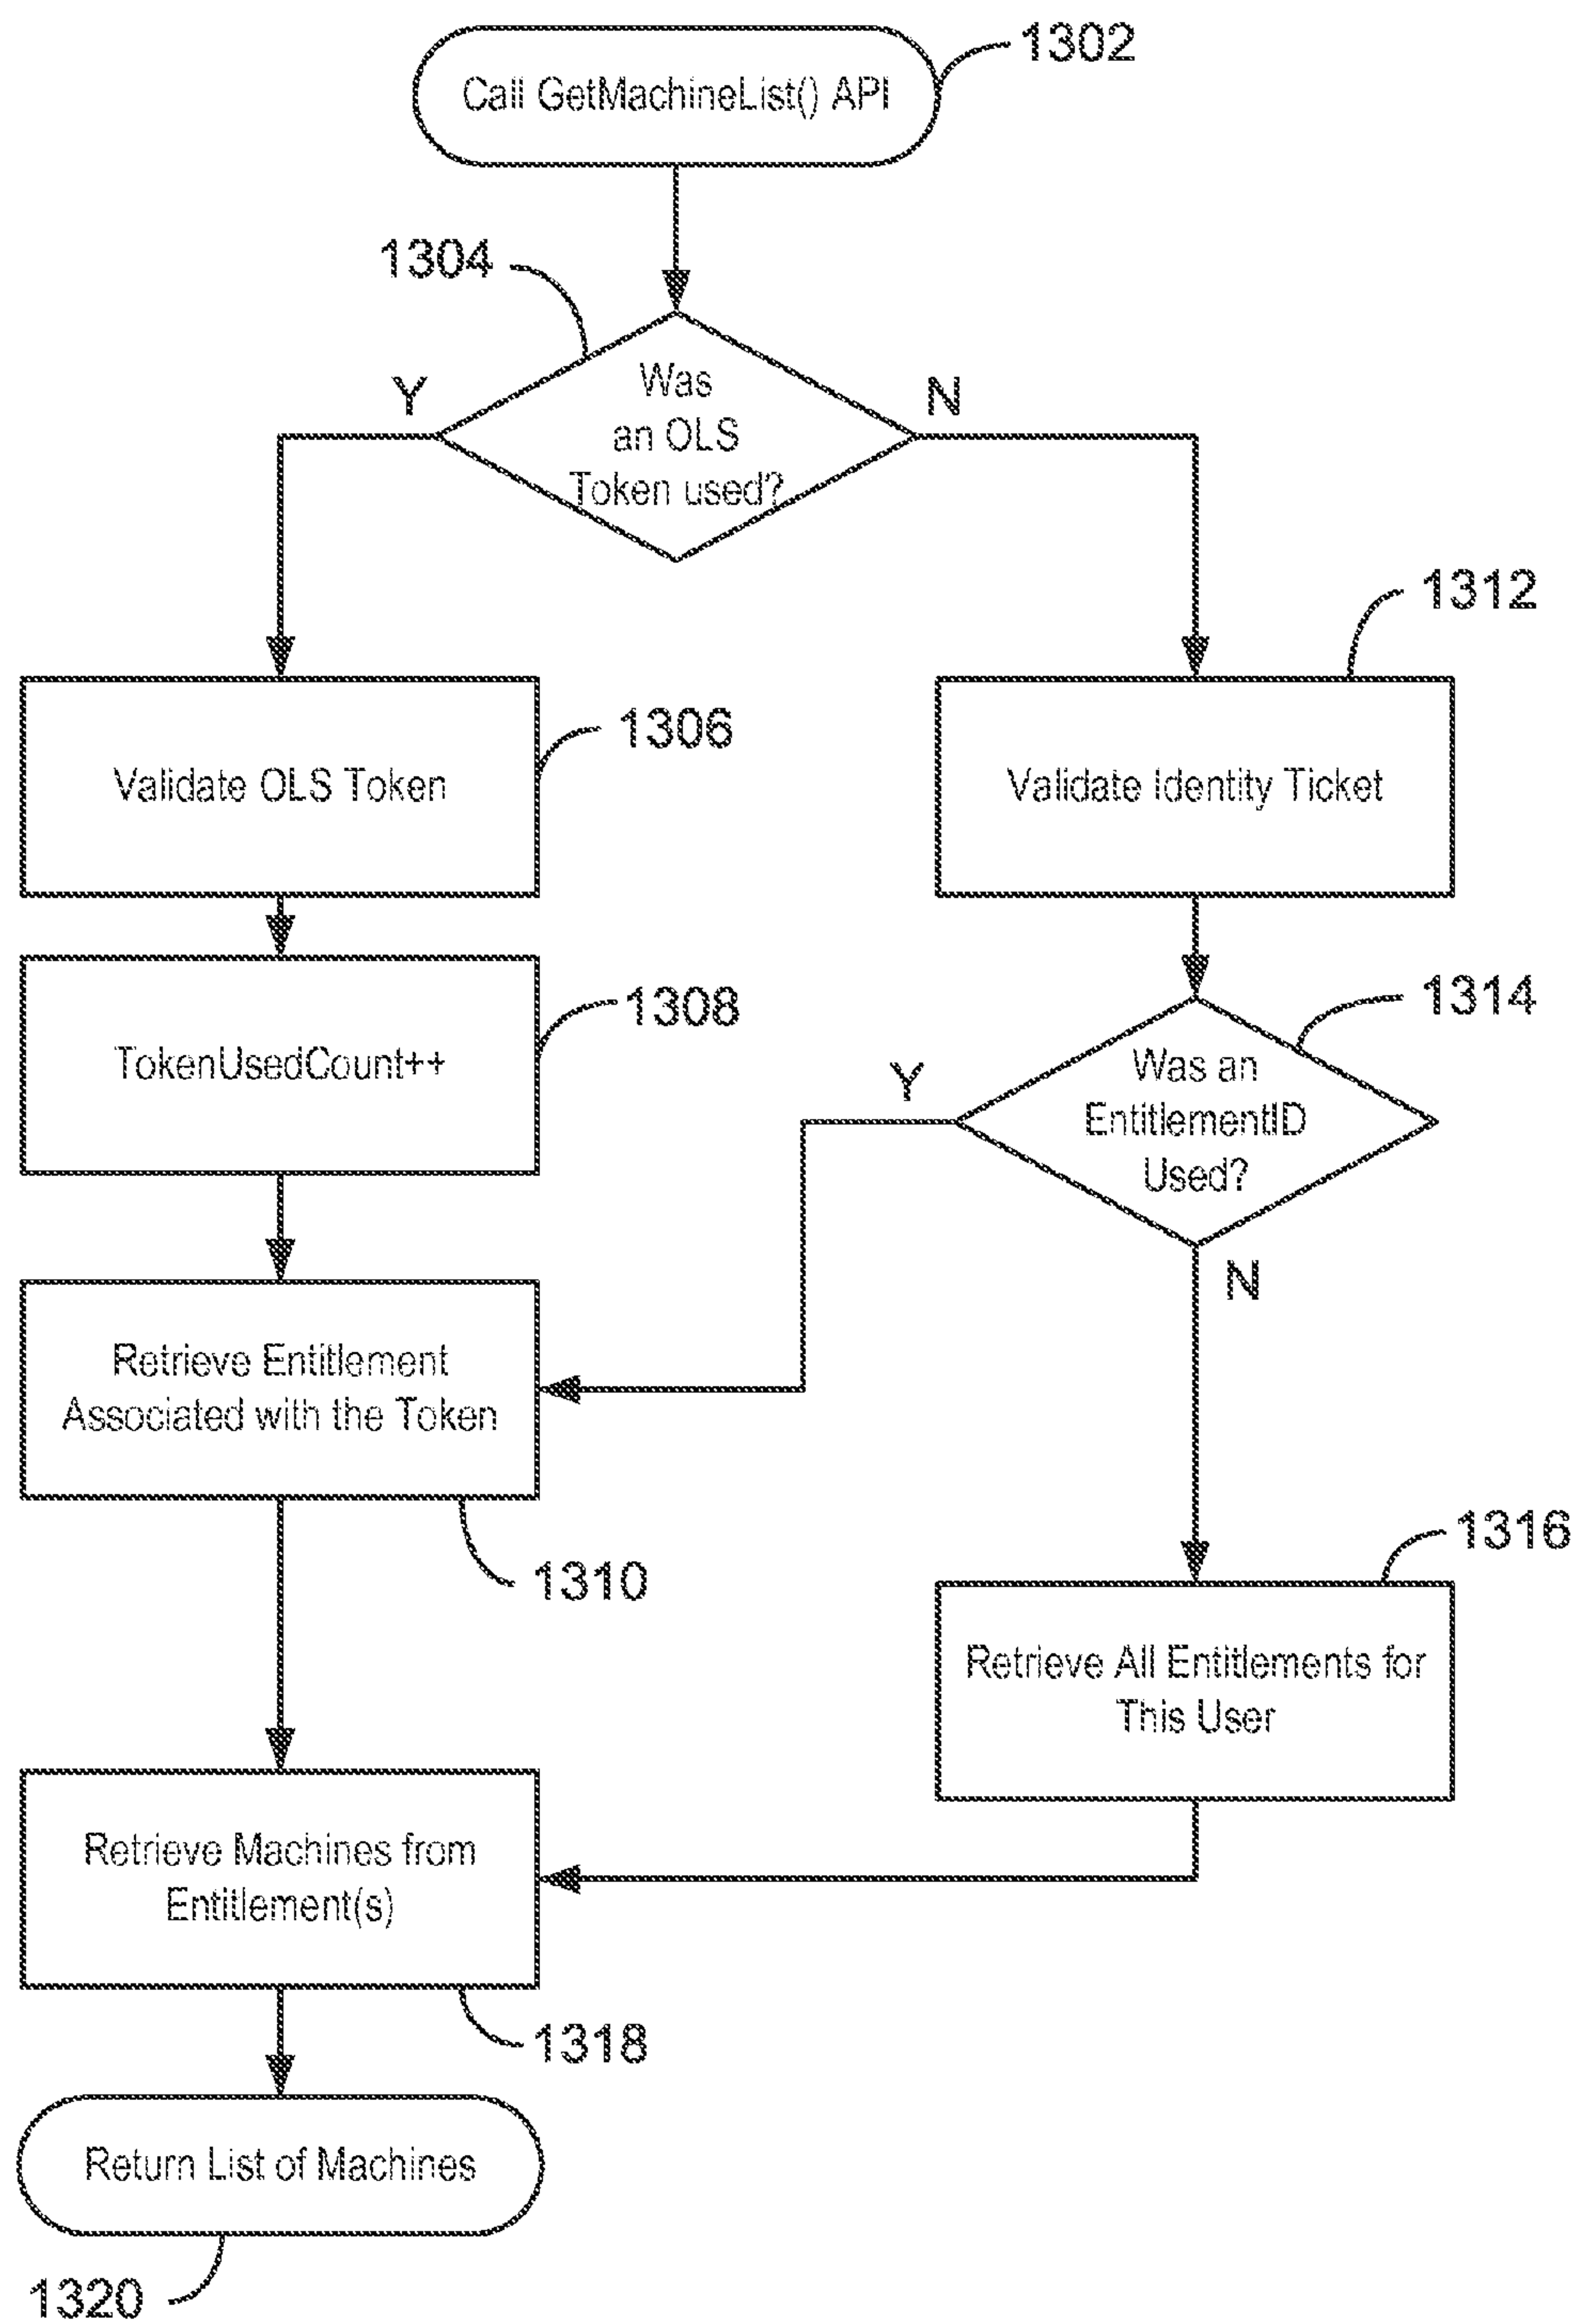 1302
Call GetMachineList() API
1304
Y
N
Was
an OLS
Token used?
1312
1306
Validate OLS Token
Validate Identity Ticket
1308
1314
TokenUsedCount++
Y
Was an
EntitlementID
Used?
N
Retrieve Entitlement
Associated with the Token
1310
1316
Retrieve All Entitlements for
This User
Retrieve Machines from
Entitlement(s)
1318
Return List of Machines
1320